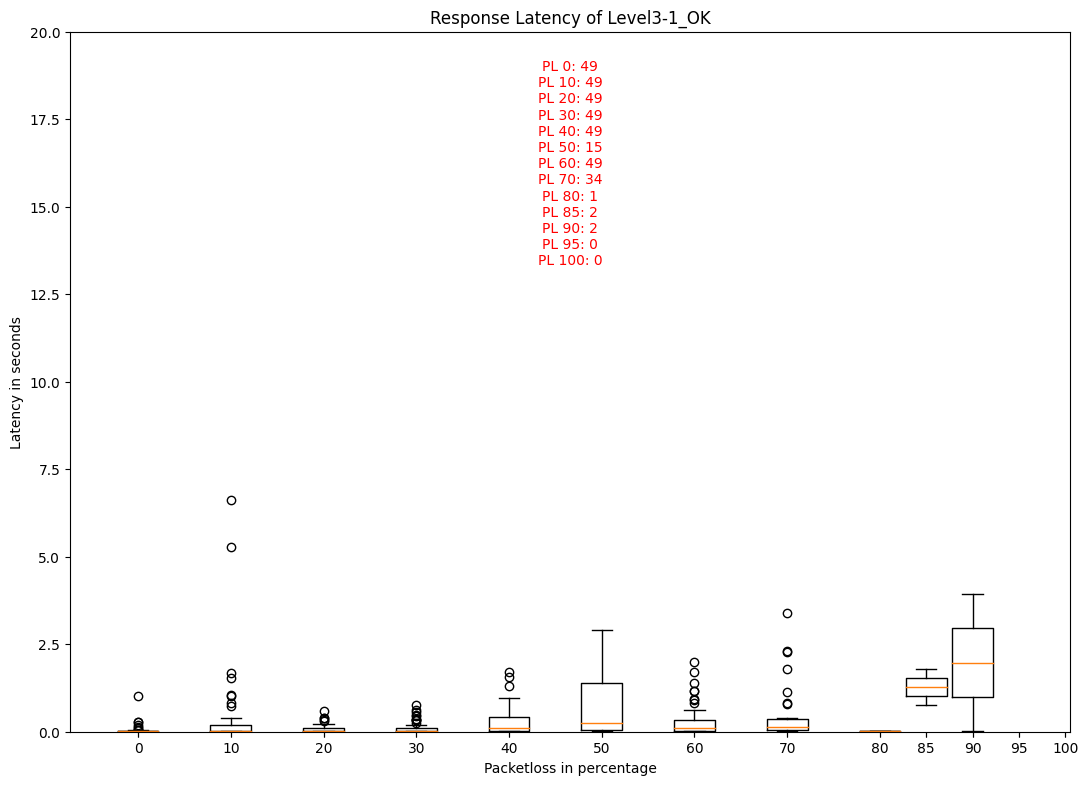 Response Latency of Level3-1_OK
20.0
17.5
15.0
12.5
10.0
7.5
5.0
2.5
0.0
Latency in seconds
PL 0: 49
PL 10: 49
PL 20: 49
PL 30: 49
PL 40: 49
PL 50: 15
PL 60: 49
PL 70: 34
PL 80: 1
PL 85: 2
PL 90: 2
PL 95: 0
PL 100: 0
0 10 20 30 40 50 60 70 80 85 90 95 100
Packetloss in percentage